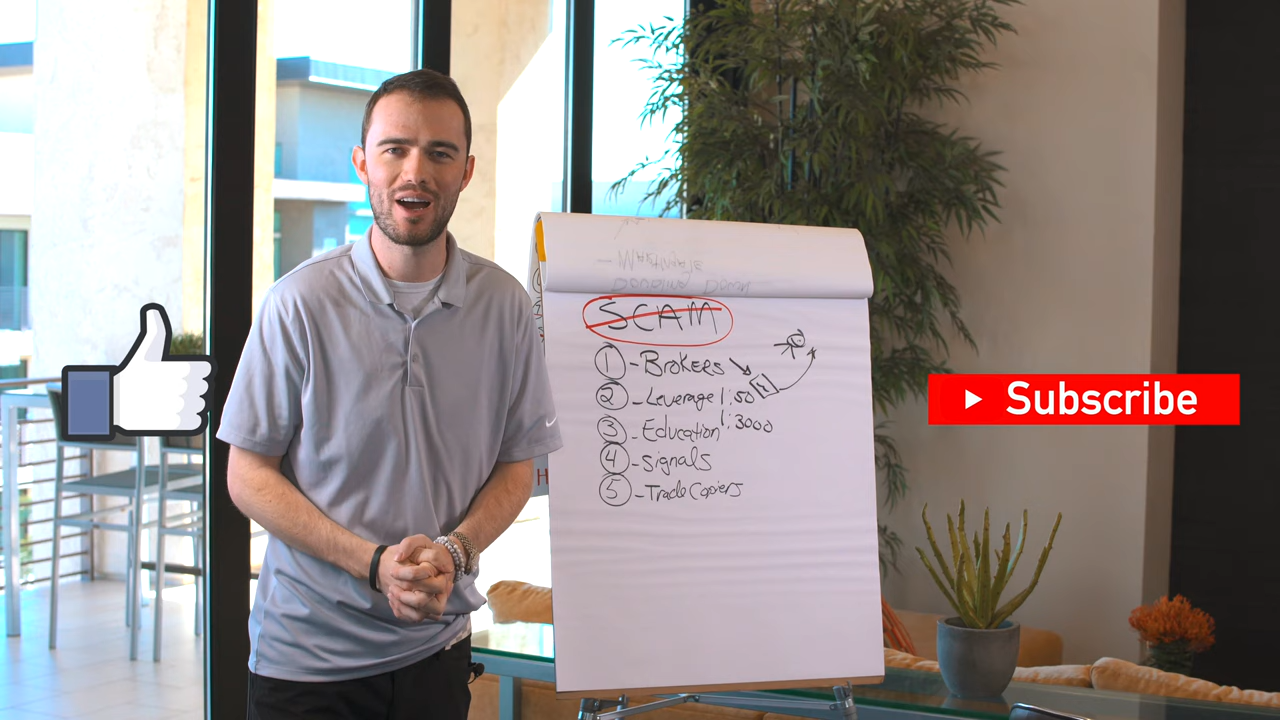 SCAM
① - Brokers
② - Leverage 1:50
1:3000
③ - Education
④ - Signals
⑤ - Trade Copiers
Subscribe